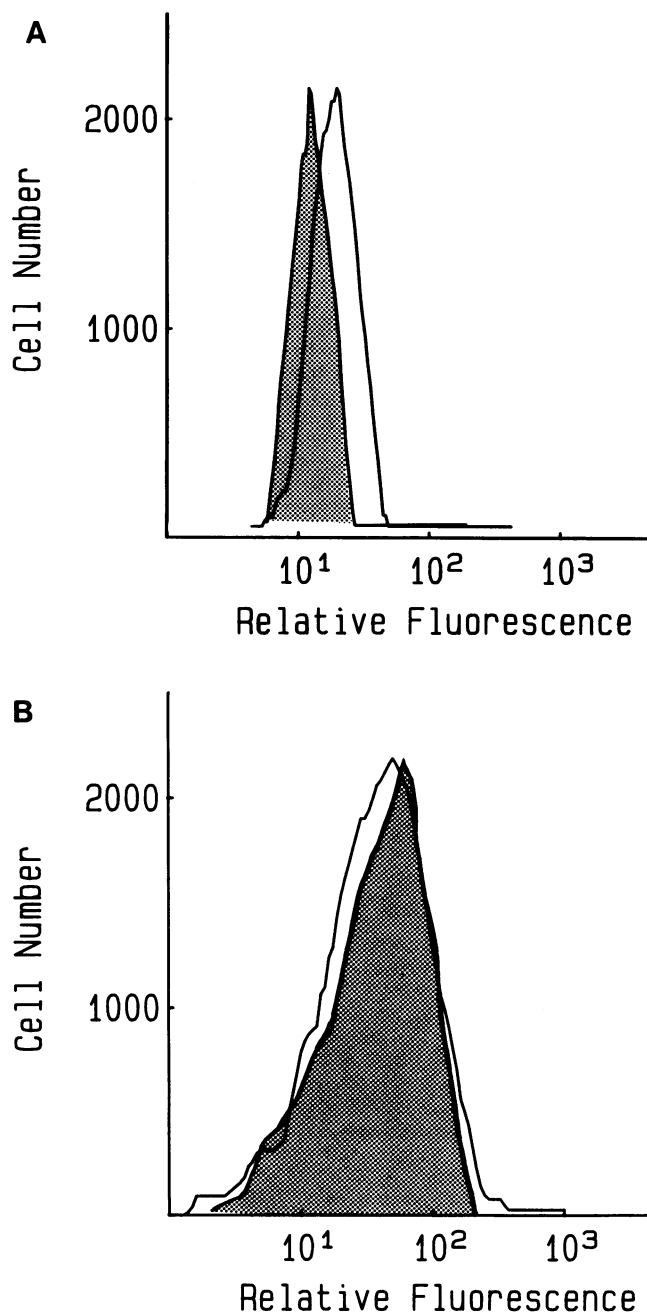 A
2000
1000
Cell Number
10¹ 10² 10³
Relative Fluorescence
B
2000
1000
Cell Number
10¹ 10² 10³
Relative Fluorescence